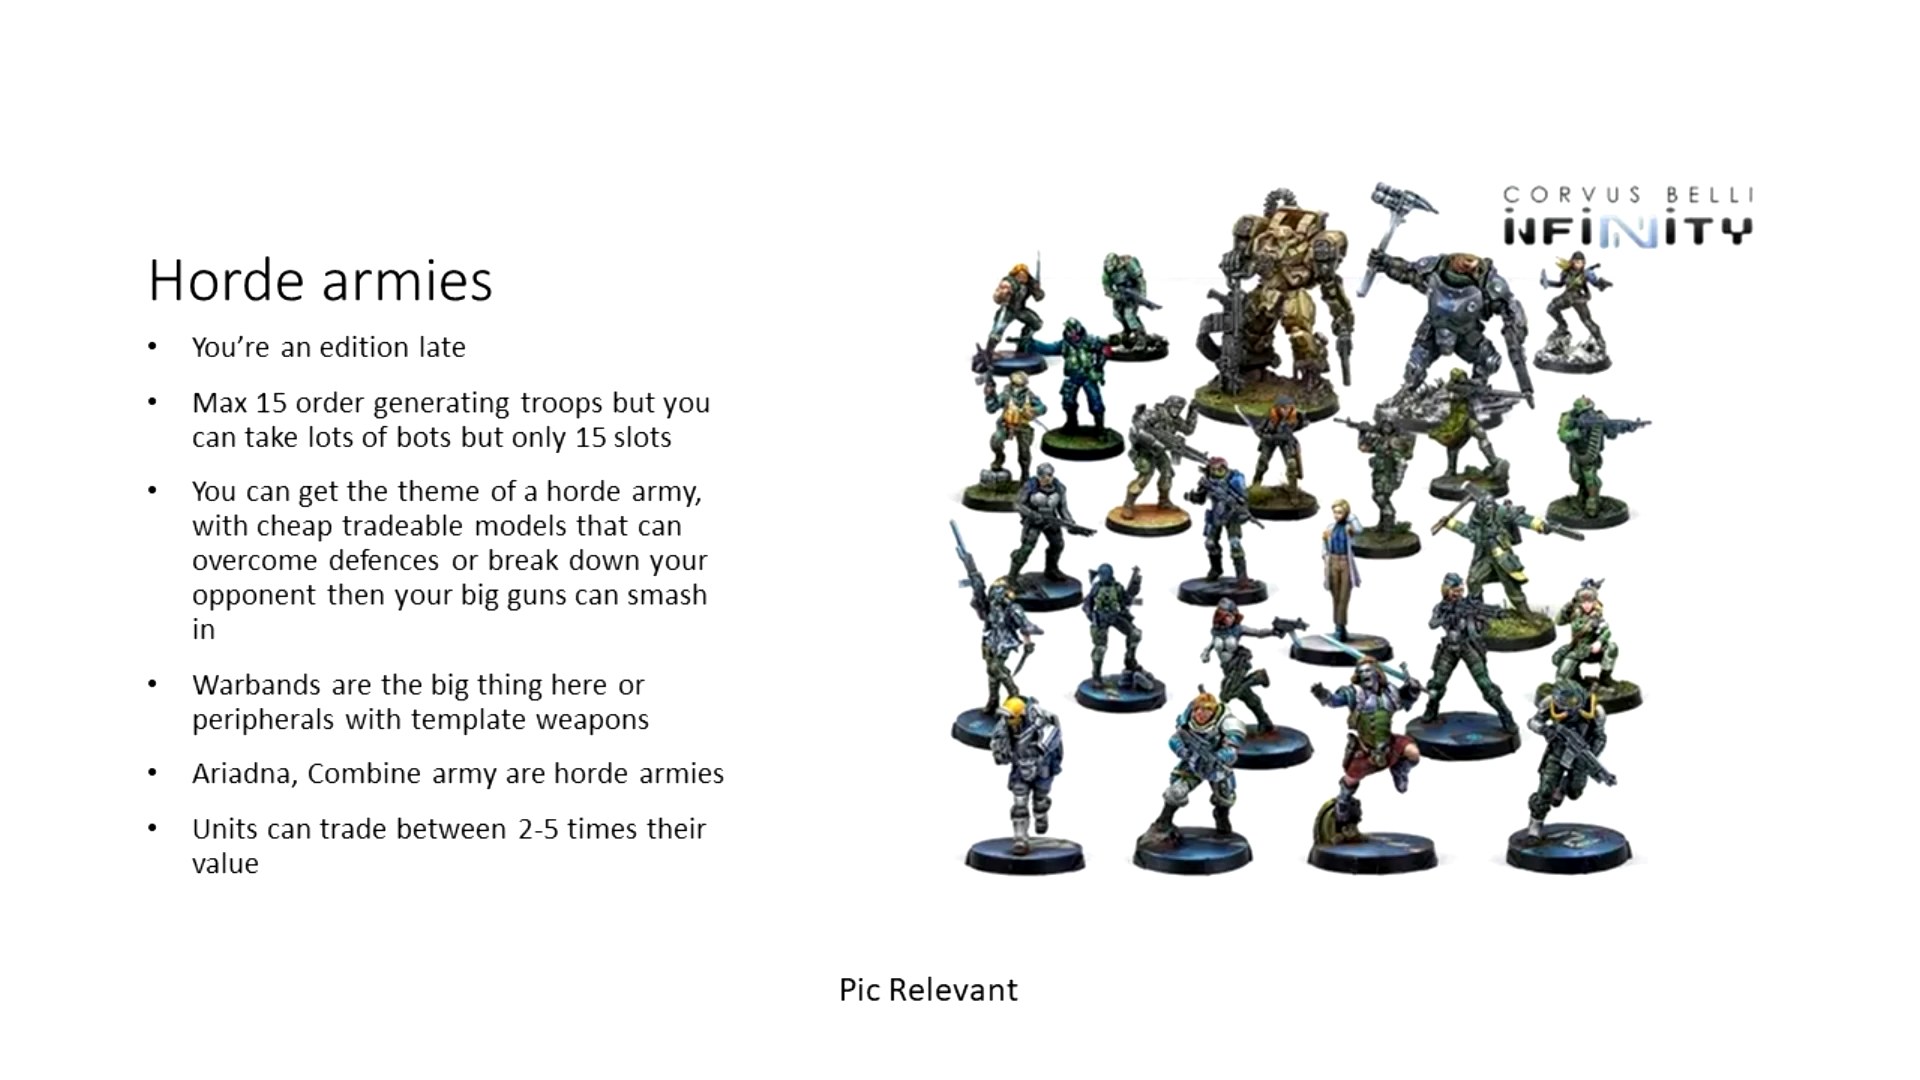 CORVUS BELLI
iNFiNiTY
Horde armies
• You’re an edition late
• Max 15 order generating troops but you
can take lots of bots but only 15 slots
• You can get the theme of a horde army,
with cheap tradeable models that can
overcome defences or break down your
opponent then your big guns can smash
in
• Warbands are the big thing here or
peripherals with template weapons
• Ariadna, Combine army are horde armies
• Units can trade between 2-5 times their
value
Pic Relevant